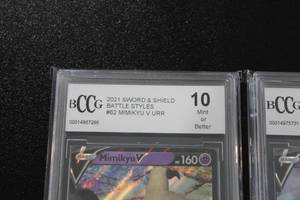 BCCG
2021 SWORD & SHIELD
BATTLE STYLES
#62 MIMIKYU V URR
10
Mint
or
Better
BCCG
Mimikyu V
160